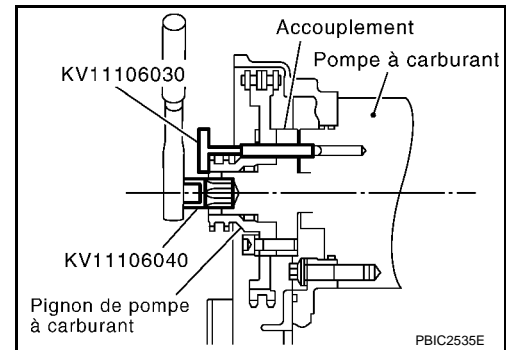 Accouplement
Pompe à carburant
KV11106030
KV11106040
Pignon de pompe
à carburant
PBIC2535E